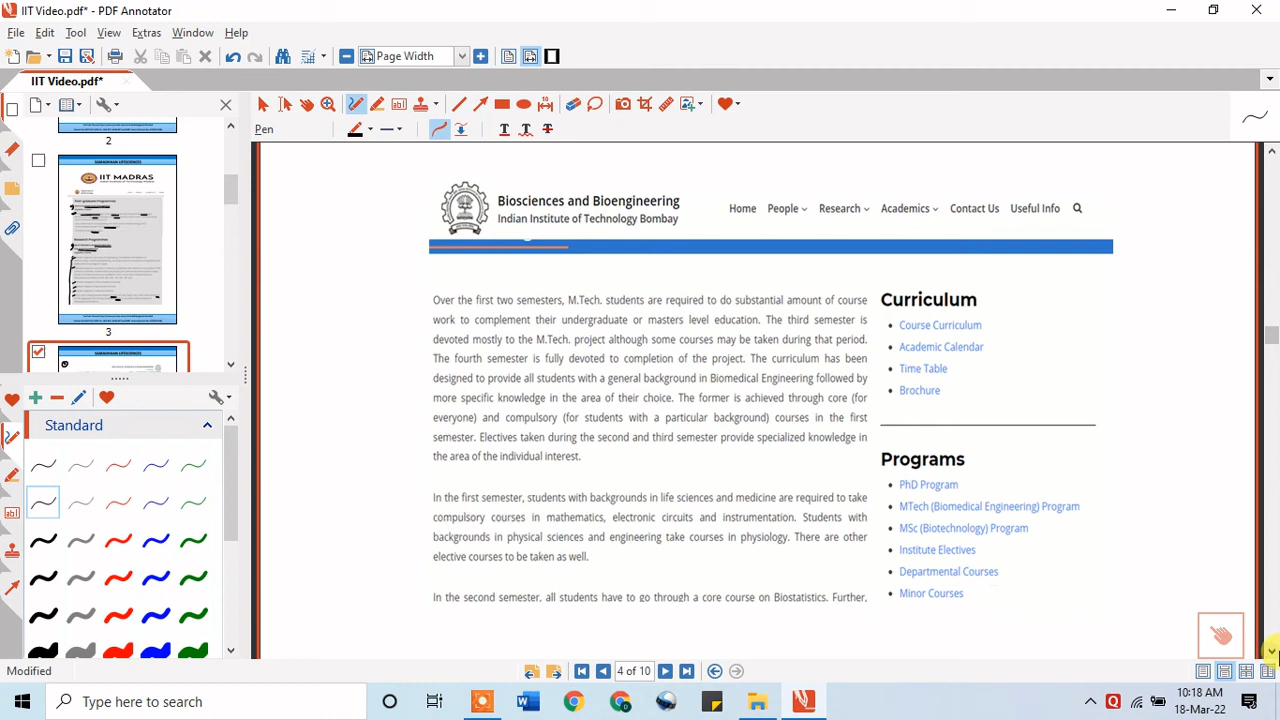 IIT Video.pdf* - PDF Annotator
File Edit Tool View Extras Window Help
Page Width
IIT Video.pdf*
Pen
2
SAMADHAN LIFESCIENCES
IIT MADRAS
3
Standard
Biosciences and Bioengineering
Indian Institute of Technology Bombay
Home People Research Academics Contact Us Useful Info
Over the first two semesters, M.Tech. students are required to do substantial amount of course
work to complement their undergraduate or masters level education. The third semester is
devoted mostly to the M.Tech. project although some courses may be taken during that period.
The fourth semester is fully devoted to completion of the project. The curriculum has been
designed to provide all students with a general background in Biomedical Engineering followed by
more specific knowledge in the area of their choice. The former is achieved through core (for
everyone) and compulsory (for students with a particular background) courses in the first
semester. Electives taken during the second and third semester provide specialized knowledge in
the area of the individual interest.
In the first semester, students with backgrounds in life sciences and medicine are required to take
compulsory courses in mathematics, electronic circuits and instrumentation. Students with
backgrounds in physical sciences and engineering take courses in physiology. There are other
elective courses to be taken as well.
In the second semester, all students have to go through a core course on Biostatistics. Further,
Curriculum
Course Curriculum
Academic Calendar
Time Table
Brochure
Programs
PhD Program
MTech (Biomedical Engineering) Program
MSc (Biotechnology) Program
Institute Electives
Departmental Courses
Minor Courses
Modified
4 of 10
Type here to search
10:18 AM
18-Mar-22